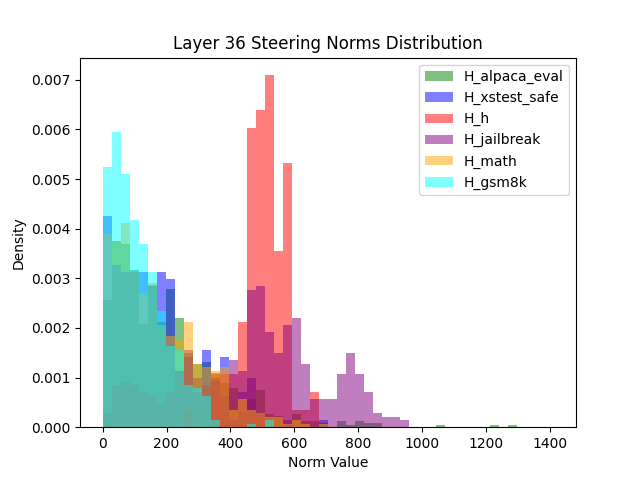 Layer 36 Steering Norms Distribution
0.007
0.006
0.005
0.004
0.003
0.002
0.001
0.000
Density
H_alpaca_eval
H_xstest_safe
H_h
H_jailbreak
H_math
H_gsm8k
0 200 400 600 800 1000 1200 1400
Norm Value